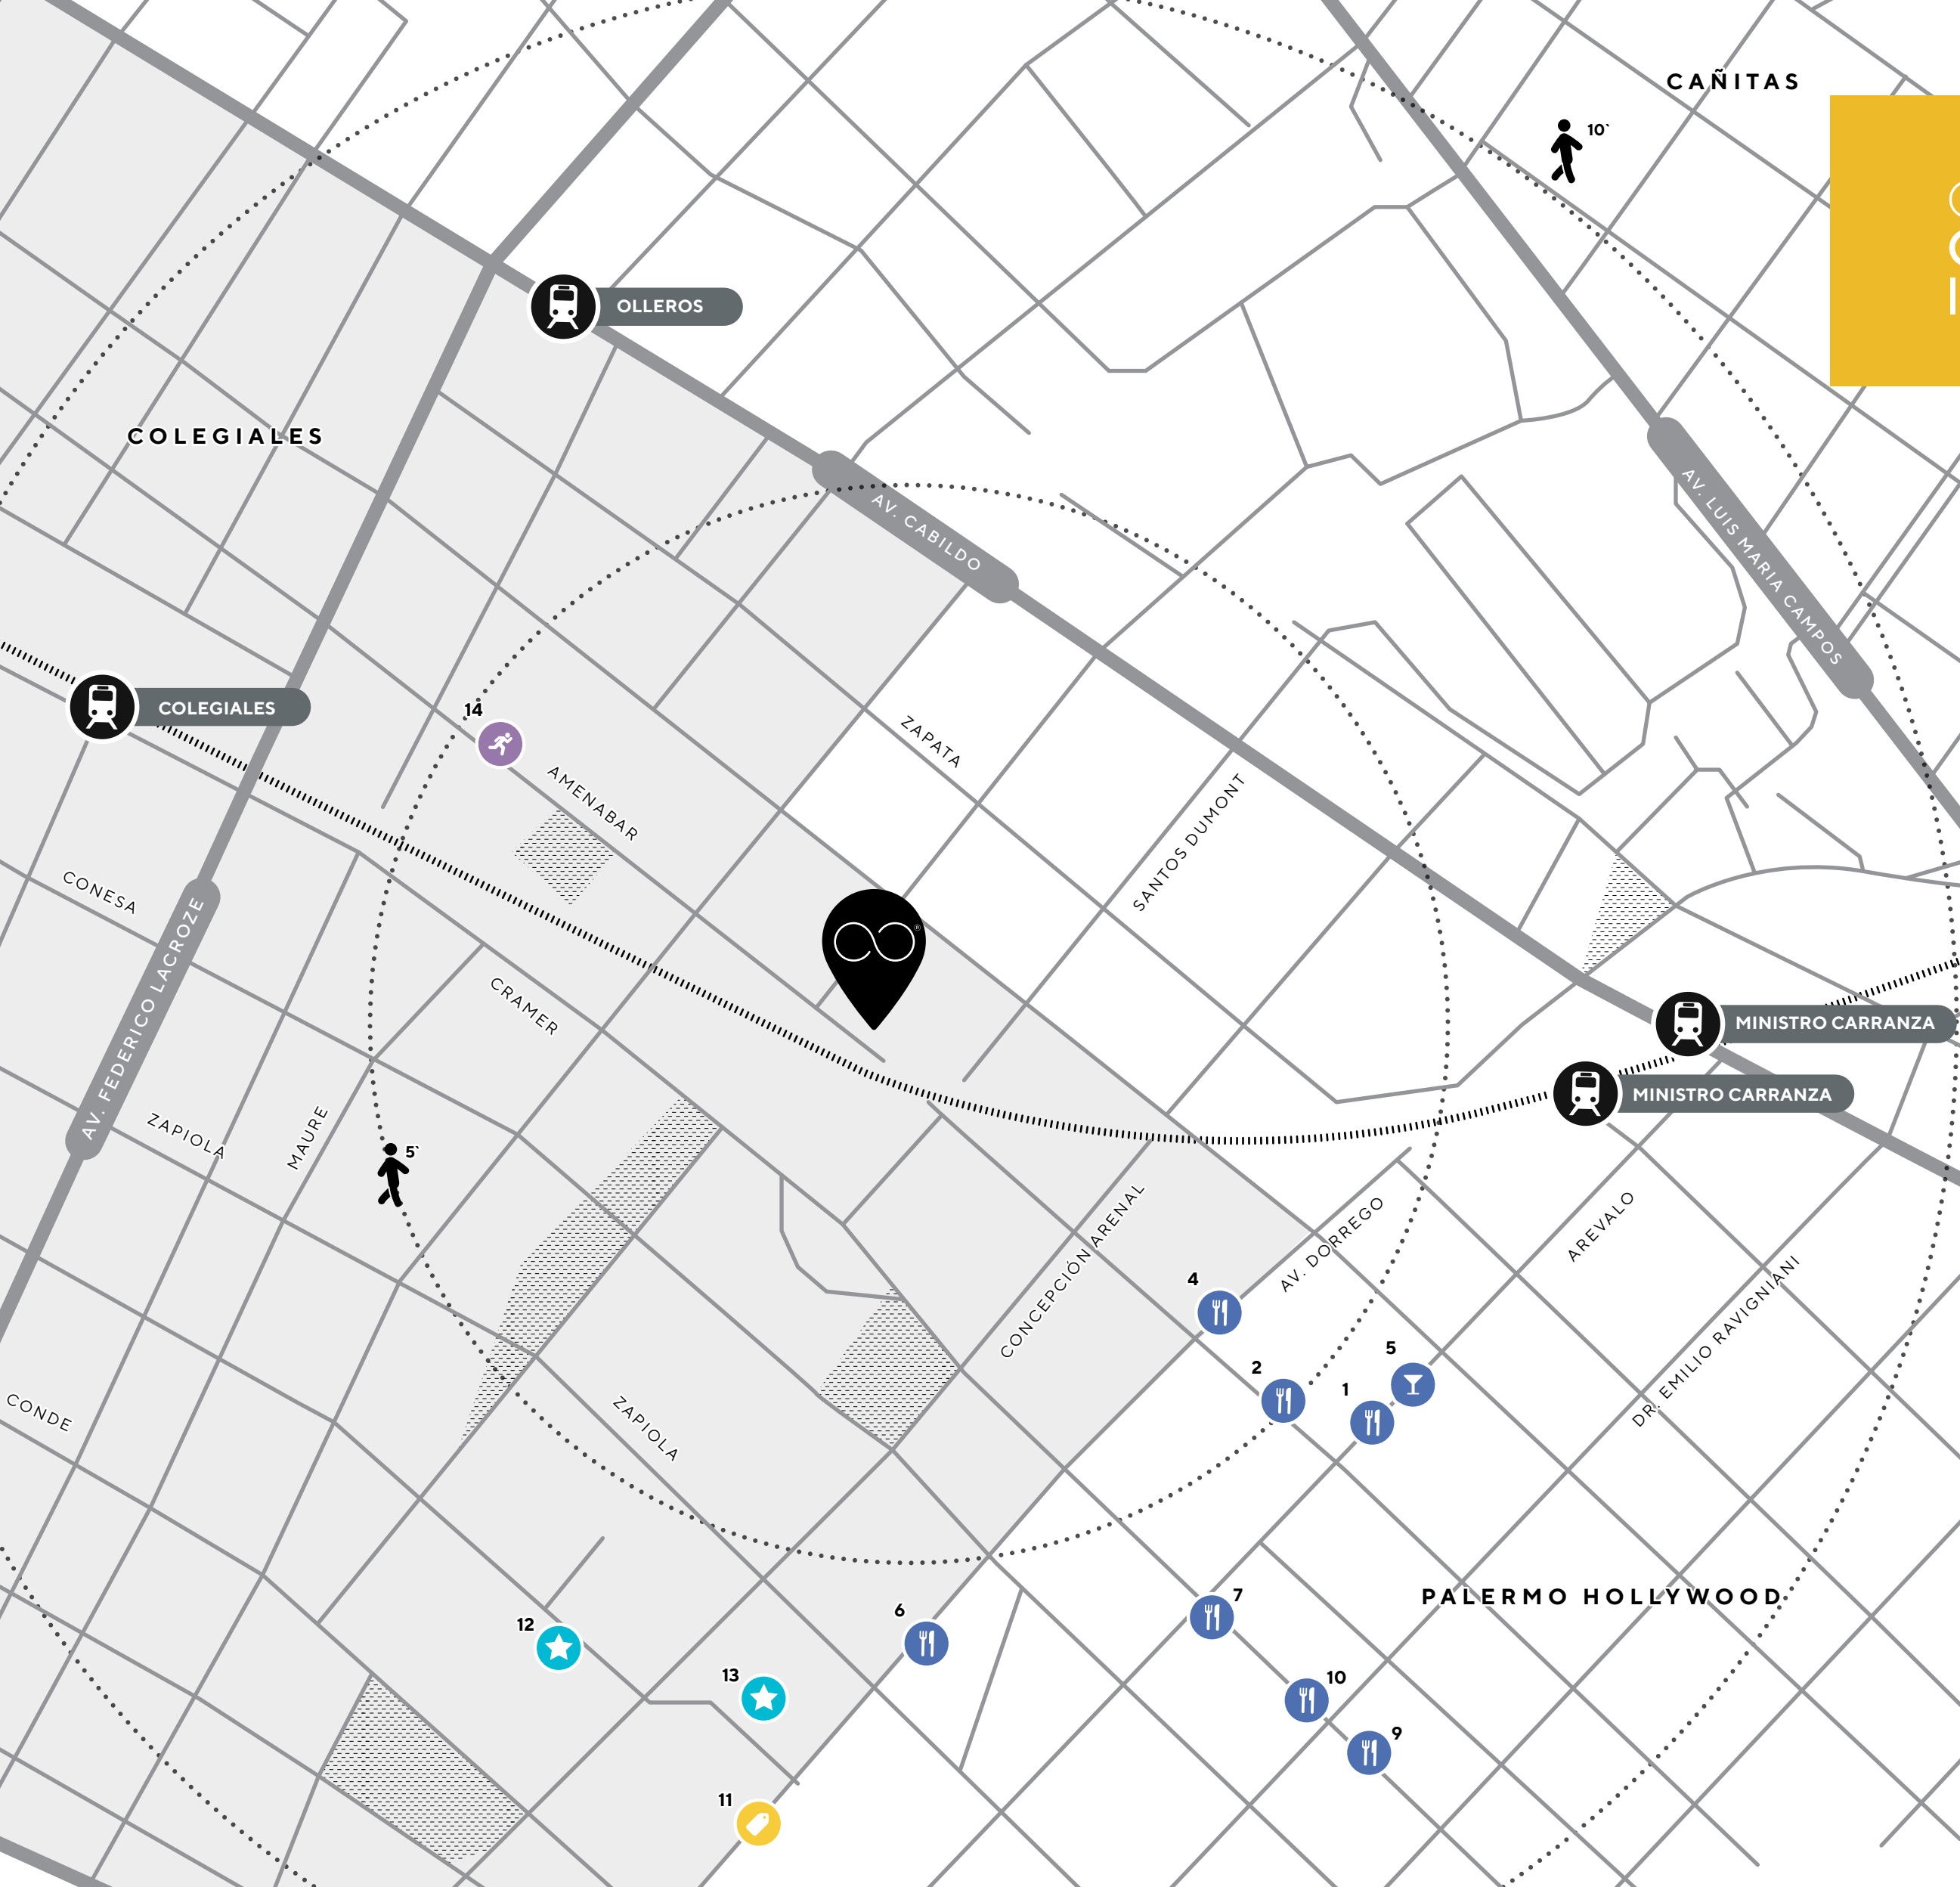 CAÑITAS
10`
OLLEROS
COLEGIALES
AV. CABILDO
AV. LUIS MARIA CAMPOS
COLEGIALES
14
AMENABAR
ZAPATA
SANTOS DUMONT
CONESA
AV. FEDERICO LACROZE
CRAMER
®
MINISTRO CARRANZA
MINISTRO CARRANZA
ZAPIOLA
MAURE
5`
CONCEPCIÓN ARENAL
AV. DORREGO
AREVALO
DR. EMILIO RAVIGNIANI
4
2
1
5
CONDE
ZAPIOLA
PALERMO HOLLYWOOD
12
13
6
7
10
9
11